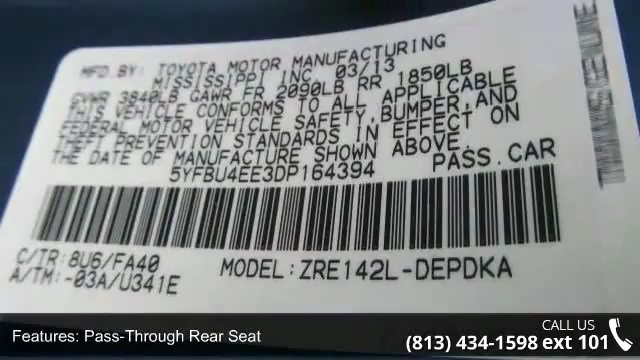 MFD. BY: TOYOTA MOTOR MANUFACTURING
MISSISSIPPI INC. 03/13
GVWR 3840LB GAWR FR 2090LB RR 1850LB
THIS VEHICLE CONFORMS TO ALL APPLICABLE
FEDERAL MOTOR VEHICLE SAFETY, BUMPER, AND
THEFT PREVENTION STANDARDS IN EFFECT ON
THE DATE OF MANUFACTURE SHOWN ABOVE.
5YFBU4EE3DP164394 PASS. CAR
C/TR: 8U6/FA40
A/TM: -03A/U341E
MODEL: ZRE142L-DEPDKA
Features: Pass-Through Rear Seat
CALL US
(813) 434-1598 ext 101